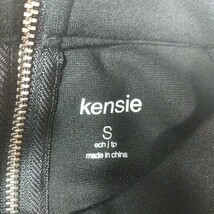 kensie
S
ech / tp
made in china